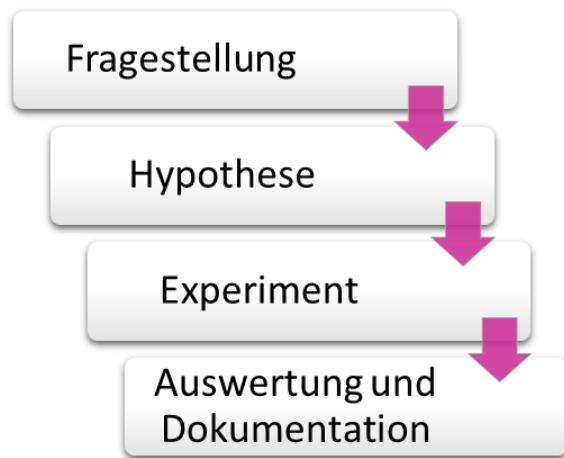 Fragestellung
Hypothese
Experiment
Auswertung und
Dokumentation